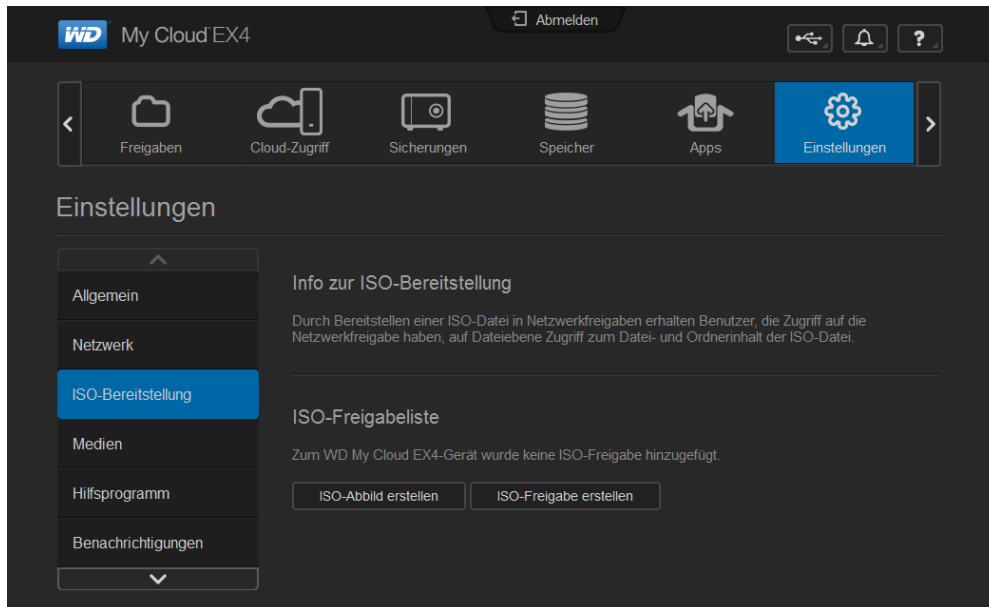 WD My Cloud EX4
Abmelden
?
Freigaben
Cloud-Zugriff
Sicherungen
Speicher
Apps
Einstellungen
Einstellungen
Allgemein
Netzwerk
ISO-Bereitstellung
Medien
Hilfsprogramm
Benachrichtigungen
Info zur ISO-Bereitstellung
Durch Bereitstellen einer ISO-Datei in Netzwerkfreigaben erhalten Benutzer, die Zugriff auf die
Netzwerkfreigabe haben, auf Dateiebene Zugriff zum Datei- und Ordnerinhalt der ISO-Datei.
ISO-Freigabeliste
Zum WD My Cloud EX4-Gerät wurde keine ISO-Freigabe hinzugefügt.
ISO-Abbild erstellen
ISO-Freigabe erstellen